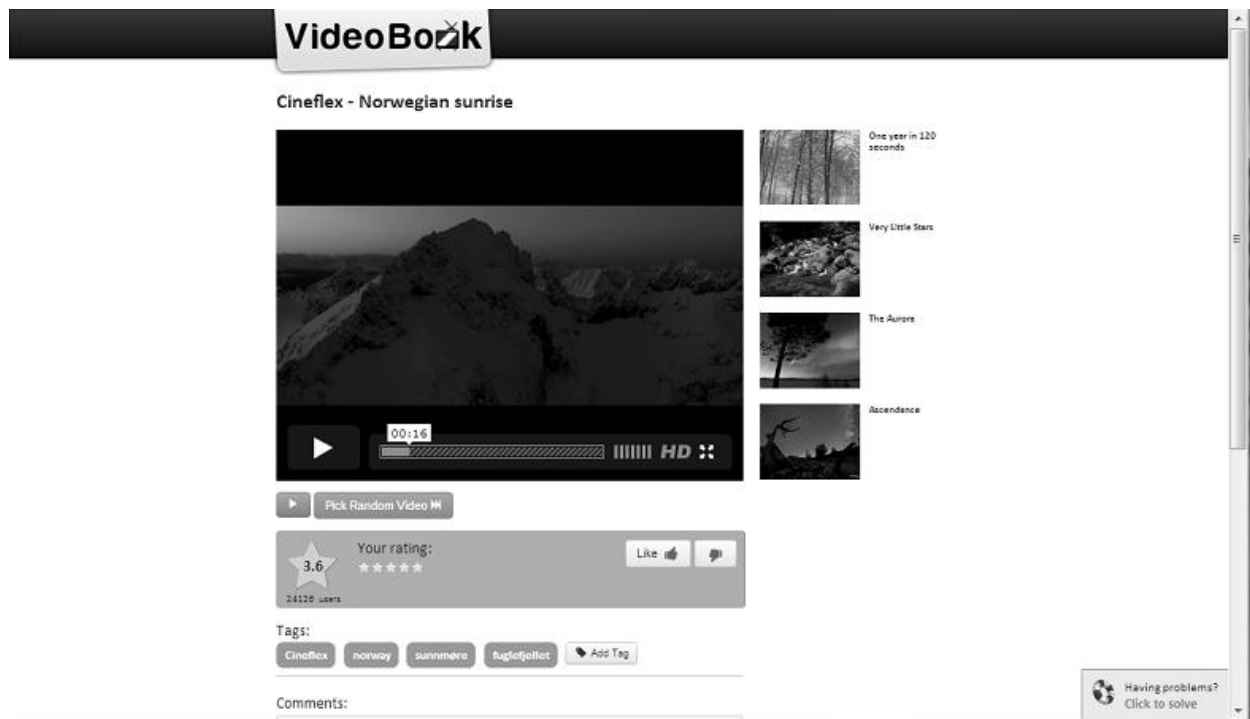 VideoBook
Cineflex - Norwegian sunrise
One year in 120
seconds
Very Little Stars
The Aurora
Ascendance
00:16
HD
Pick Random Video
Your rating:
3.6
24126 users
Like
Tags:
Cineflex
norway
sunnmøre
fuglefjellet
Add Tag
Comments:
Having problems?
Click to solve